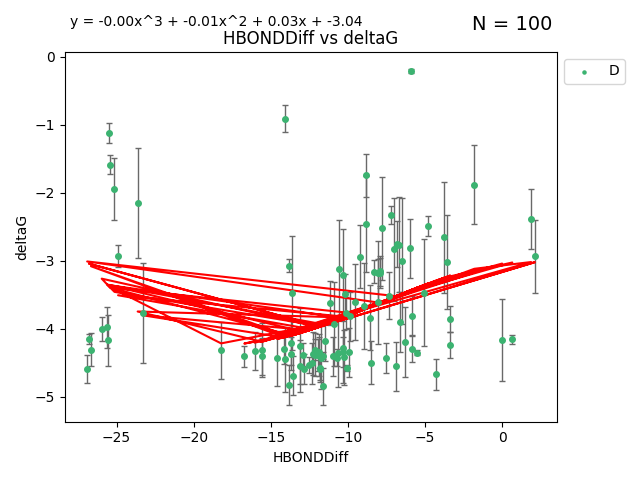 y = -0.00x^3 + -0.01x^2 + 0.03x + -3.04
N = 100
HBONDDiff vs deltaG
D
0
−1
−2
−3
−4
−5
deltaG
−25 −20 −15 −10 −5 0
HBONDDiff